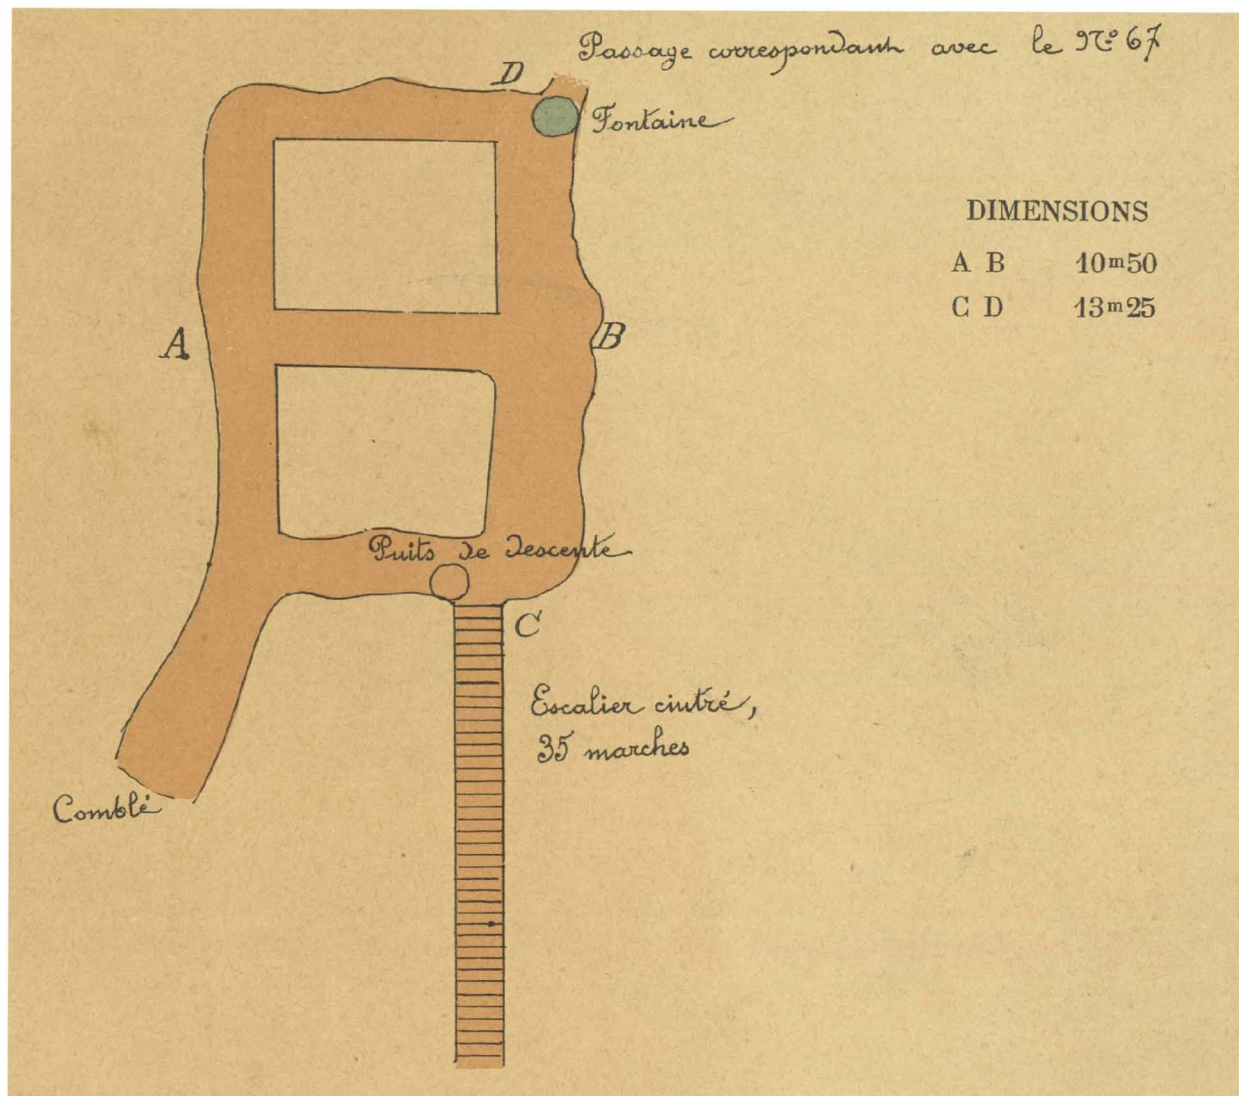 Passage correspondant avec le N° 67
D
Fontaine
DIMENSIONS
A B 10m50
C D 13m25
A
B
Puits de descente
C
Escalier cintré,
35 marches
Comblé